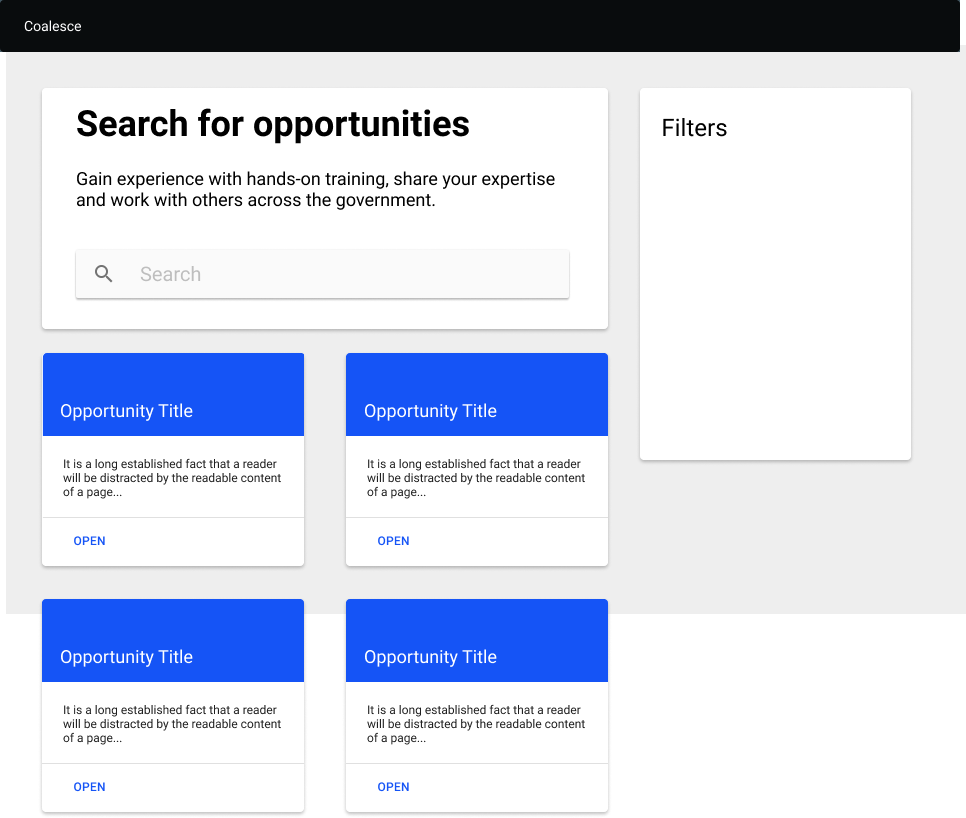 Coalesce
Search for opportunities
Gain experience with hands-on training, share your expertise
and work with others across the government.
Search
Filters
Opportunity Title
It is a long established fact that a reader
will be distracted by the readable content
of a page...
OPEN
Opportunity Title
It is a long established fact that a reader
will be distracted by the readable content
of a page...
OPEN
Opportunity Title
It is a long established fact that a reader
will be distracted by the readable content
of a page...
OPEN
Opportunity Title
It is a long established fact that a reader
will be distracted by the readable content
of a page...
OPEN